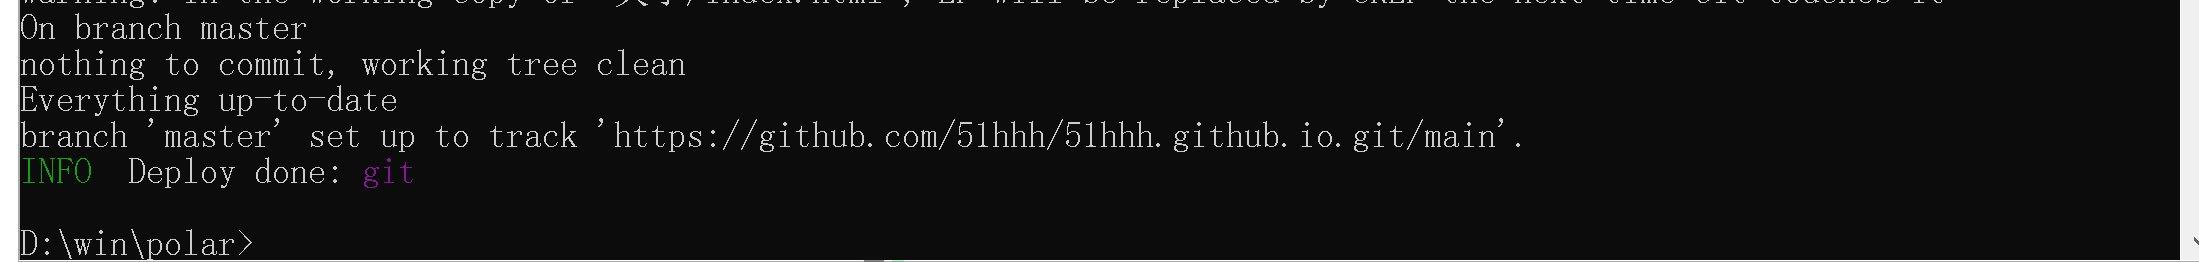 On branch master
nothing to commit, working tree clean
Everything up-to-date
branch 'master' set up to track 'https://github.com/51hhh/51hhh.github.io.git/main'.
INFO  Deploy done: git
D:\win\polar>